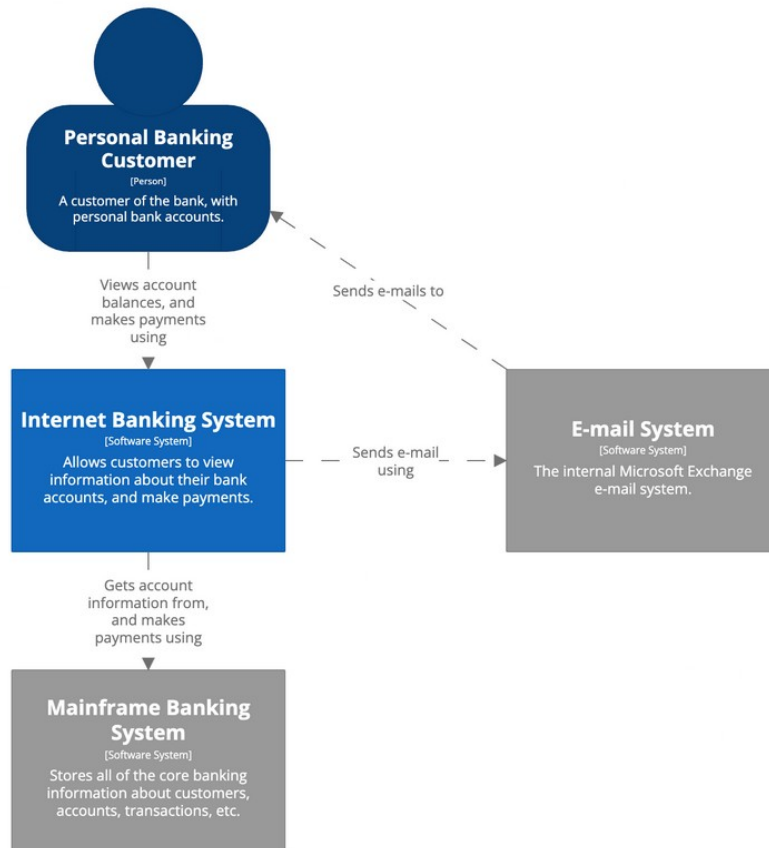 Personal Banking
Customer
[Person]
A customer of the bank, with
personal bank accounts.
Views account
balances, and
makes payments
using
Sends e-mails to
Internet Banking System
[Software System]
Allows customers to view
information about their bank
accounts, and make payments.
Sends e-mail
using
E-mail System
[Software System]
The internal Microsoft Exchange
e-mail system.
Gets account
information from,
and makes
payments using
Mainframe Banking
System
[Software System]
Stores all of the core banking
information about customers,
accounts, transactions, etc.